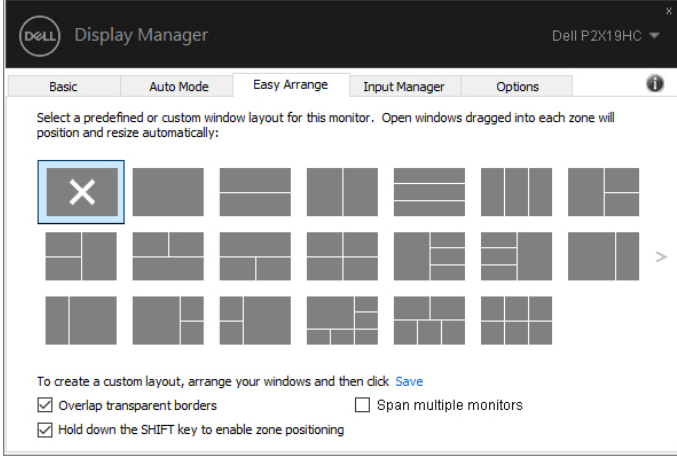 x
DELL Display Manager Dell P2X19HC
Basic Auto Mode Easy Arrange Input Manager Options i
Select a predefined or custom window layout for this monitor. Open windows dragged into each zone will
position and resize automatically:
>
To create a custom layout, arrange your windows and then click Save
Overlap transparent borders Span multiple monitors
Hold down the SHIFT key to enable zone positioning